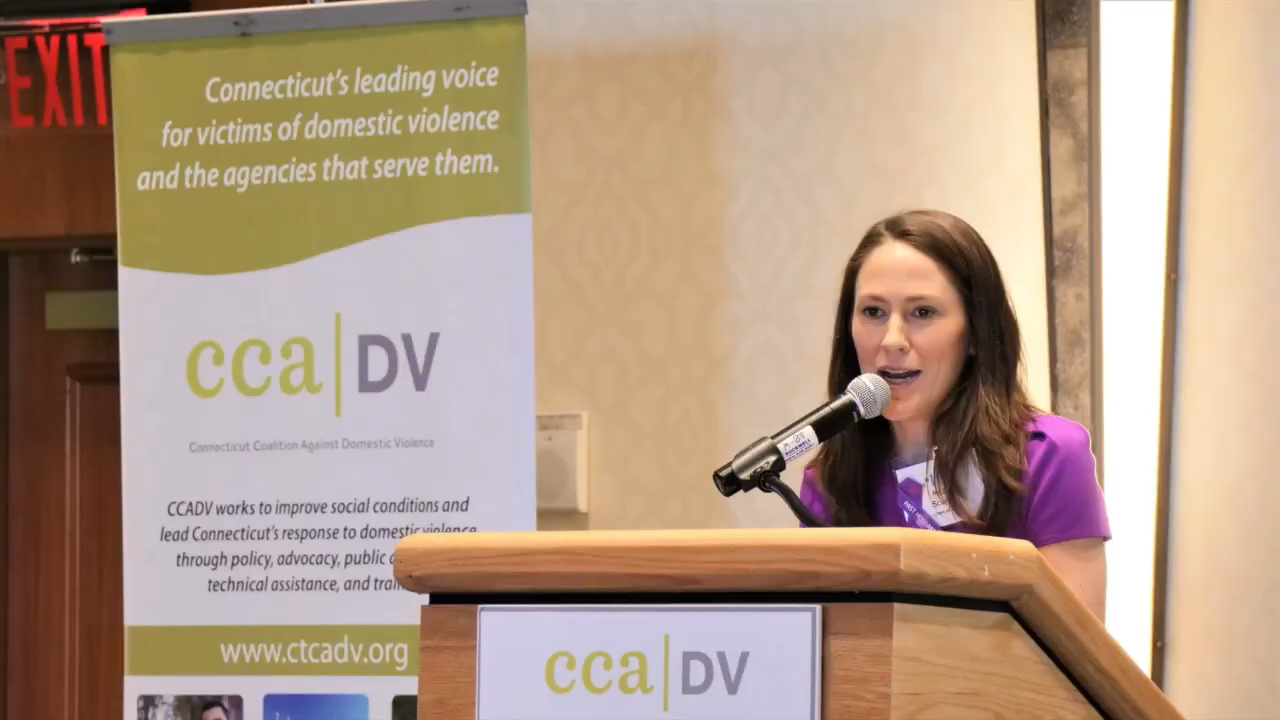 EXIT
Connecticut's leading voice
for victims of domestic violence
and the agencies that serve them.
cca|DV
Connecticut Coalition Against Domestic Violence
CCADV works to improve social conditions and
lead Connecticut's response to domestic violence
through policy, advocacy, public
technical assistance, and
www.ctcadv.org
cca|DV
PAST